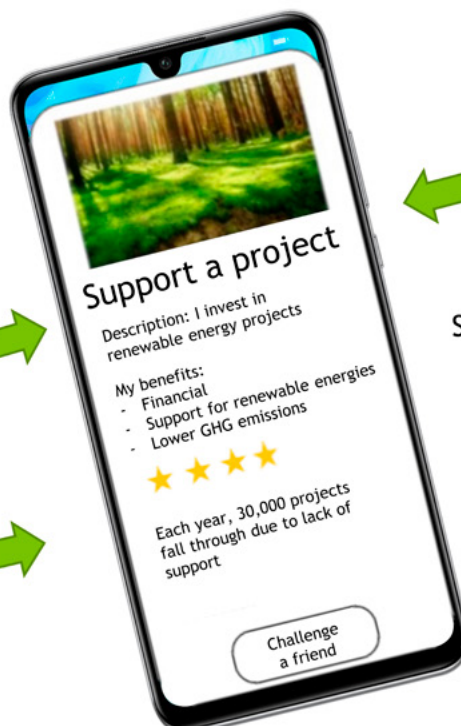 Support a project
Description: I invest in
renewable energy projects
My benefits:
- Financial
- Support for renewable energies
- Lower GHG emissions
Each year, 30,000 projects
fall through due to lack of
support
Challenge
a friend
S